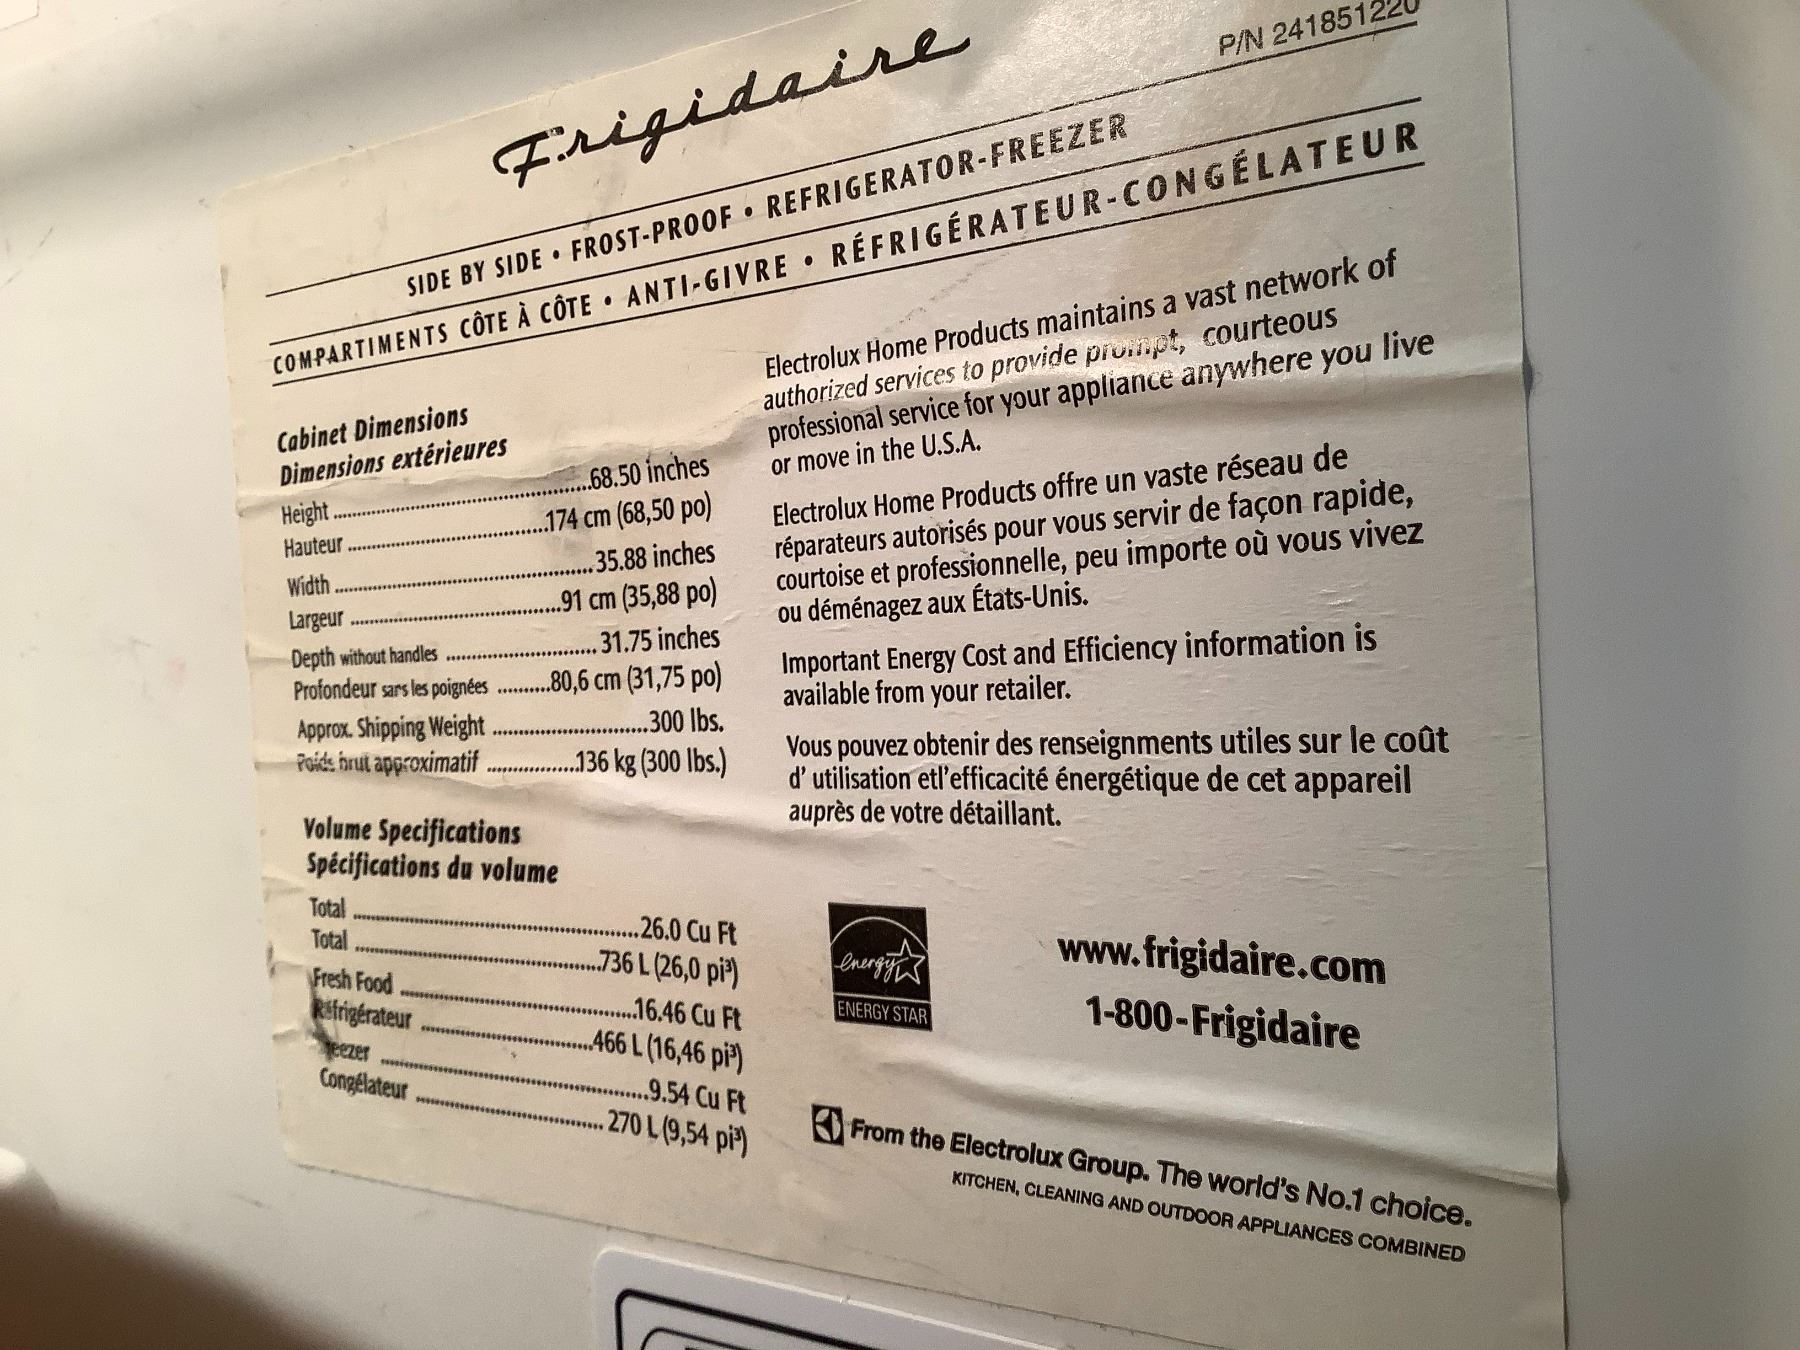 Frigidaire
P/N 241851220
SIDE BY SIDE • FROST-PROOF • REFRIGERATOR-FREEZER
COMPARTIMENTS CÔTE À CÔTE • ANTI-GIVRE • RÉFRIGÉRATEUR-CONGÉLATEUR
Cabinet Dimensions
Dimensions extérieures
Height ..........68.50 inches
Hauteur ..........174 cm (68,50 po)
Width ..........35.88 inches
Largeur ..........91 cm (35,88 po)
Depth without handles ..........31.75 inches
Profondeur sans les poignées ..........80,6 cm (31,75 po)
Approx. Shipping Weight ..........300 lbs.
Poids brut approximatif ..........136 kg (300 lbs.)
Volume Specifications
Spécifications du volume
Total ..........26.0 Cu Ft
Total ..........736 L (26,0 pi³)
Fresh Food ..........16.46 Cu Ft
Réfrigérateur ..........466 L (16,46 pi³)
Freezer ..........9.54 Cu Ft
Congélateur ..........270 L (9,54 pi³)
Electrolux Home Products maintains a vast network of
authorized services to provide prompt, courteous
professional service for your appliance anywhere you live
or move in the U.S.A.
Electrolux Home Products offre un vaste réseau de
réparateurs autorisés pour vous servir de façon rapide,
courtoise et professionnelle, peu importe où vous vivez
ou déménagez aux États-Unis.
Important Energy Cost and Efficiency information is
available from your retailer.
Vous pouvez obtenir des renseignments utiles sur le coût
d' utilisation etl'efficacité énergétique de cet appareil
auprès de votre détaillant.
energy
ENERGY STAR
www.frigidaire.com
1-800-Frigidaire
From the Electrolux Group. The world's No.1 choice.
KITCHEN, CLEANING AND OUTDOOR APPLIANCES COMBINED